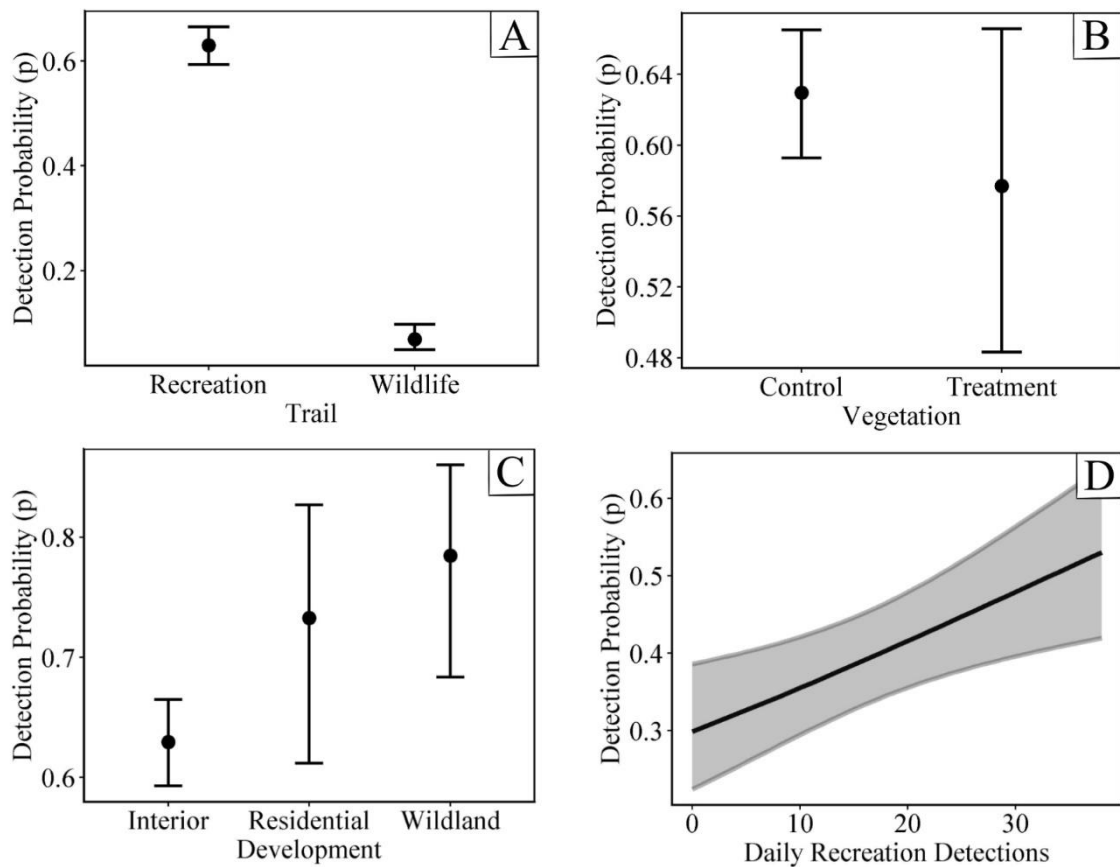 A
Detection Probability (p)
0.6
0.4
0.2
Recreation Wildlife
Trail
B
Detection Probability (p)
0.64
0.60
0.56
0.52
0.48
Control Treatment
Vegetation
C
Detection Probability (p)
0.8
0.7
0.6
Interior Residential Wildland
Development
D
Detection Probability (p)
0.6
0.5
0.4
0.3
0 10 20 30
Daily Recreation Detections